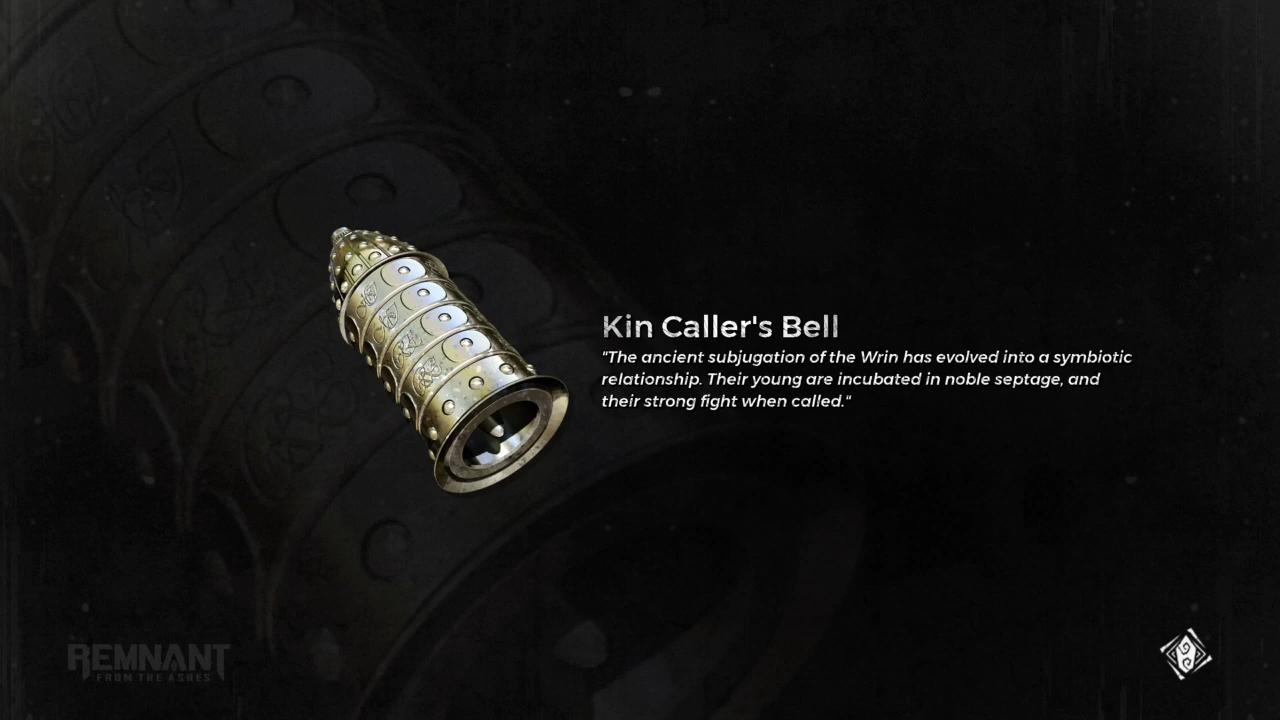 Kin Caller's Bell
"The ancient subjugation of the Wrin has evolved into a symbiotic
relationship. Their young are incubated in noble septage, and
their strong fight when called."
REMNANT
FROM THE ASHES